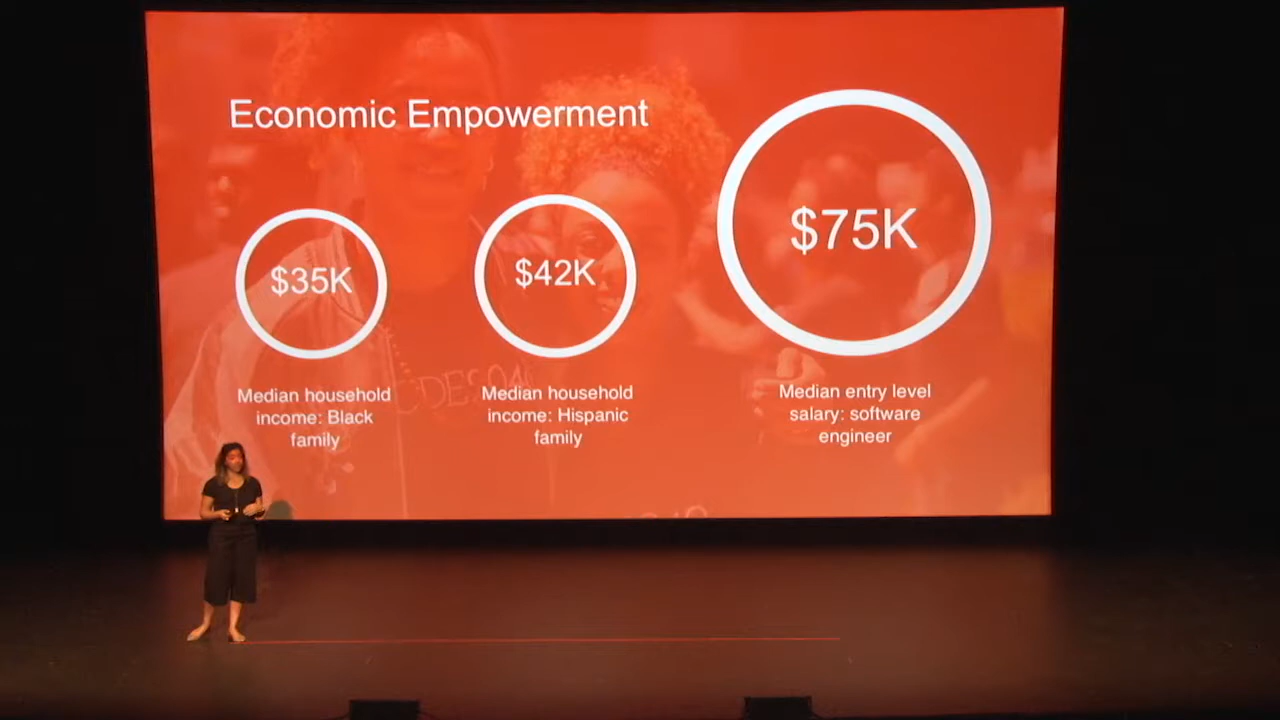 Economic Empowerment
$35K
$42K
$75K
Median household
income: Black
family
Median household
income: Hispanic
family
Median entry level
salary: software
engineer